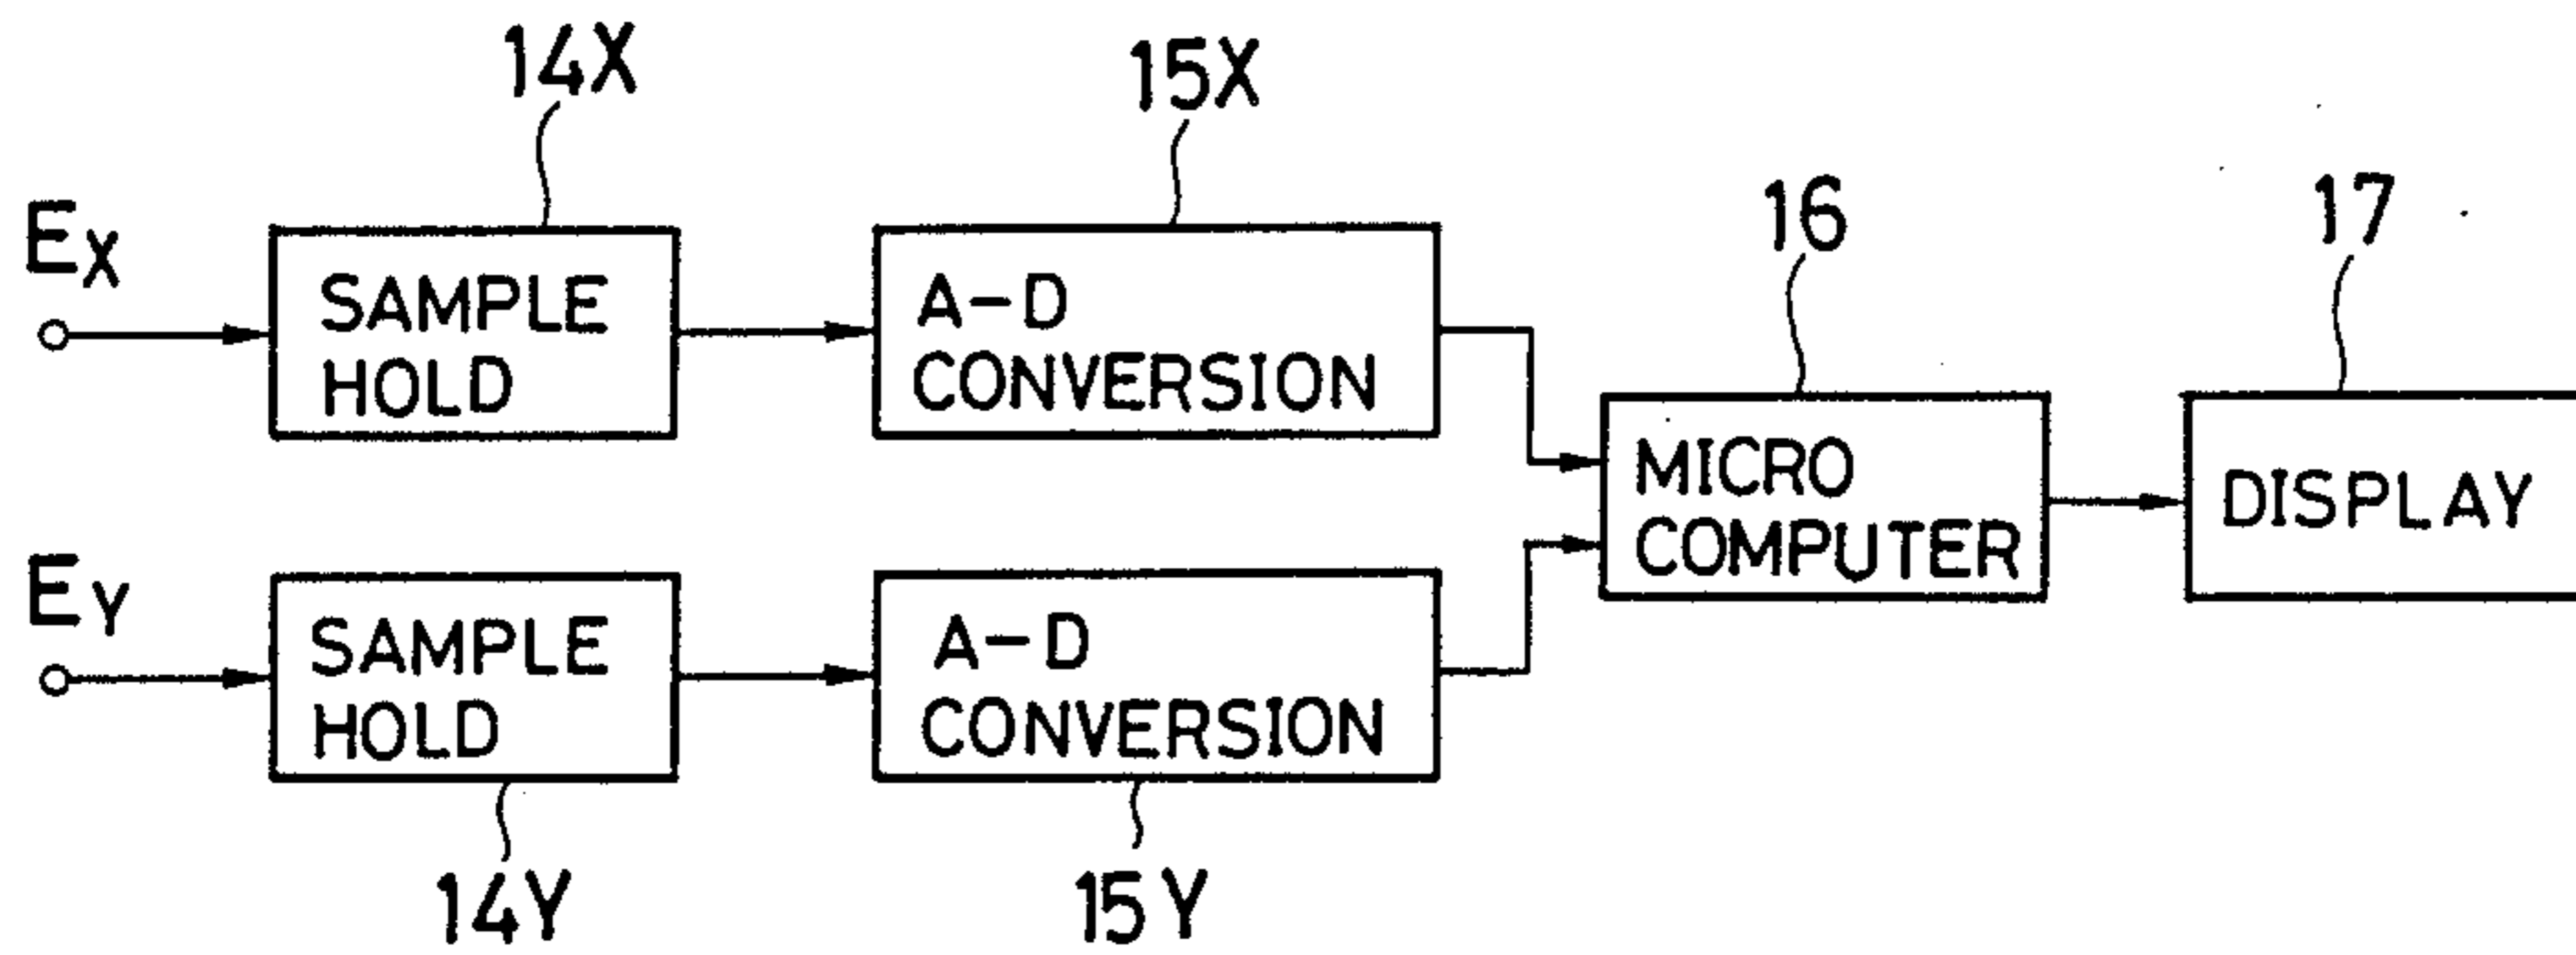 14X
15X
16
17
EX
SAMPLE
HOLD
A-D
CONVERSION
MICRO
COMPUTER
DISPLAY
EY
SAMPLE
HOLD
A-D
CONVERSION
14Y
15Y